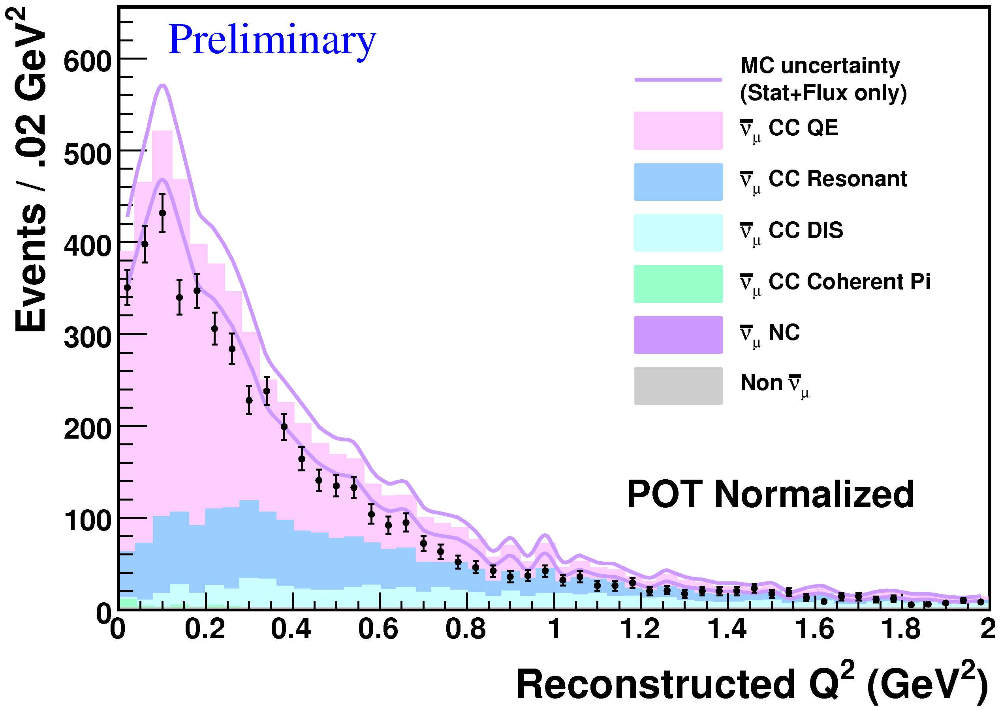 Preliminary
Events / .02 GeV²
600
500
400
300
200
100
0
MC uncertainty
(Stat+Flux only)
ν̅μ CC QE
ν̅μ CC Resonant
ν̅μ CC DIS
ν̅μ CC Coherent Pi
ν̅μ NC
Non ν̅μ
POT Normalized
0 0.2 0.4 0.6 0.8 1 1.2 1.4 1.6 1.8 2
Reconstructed Q² (GeV²)